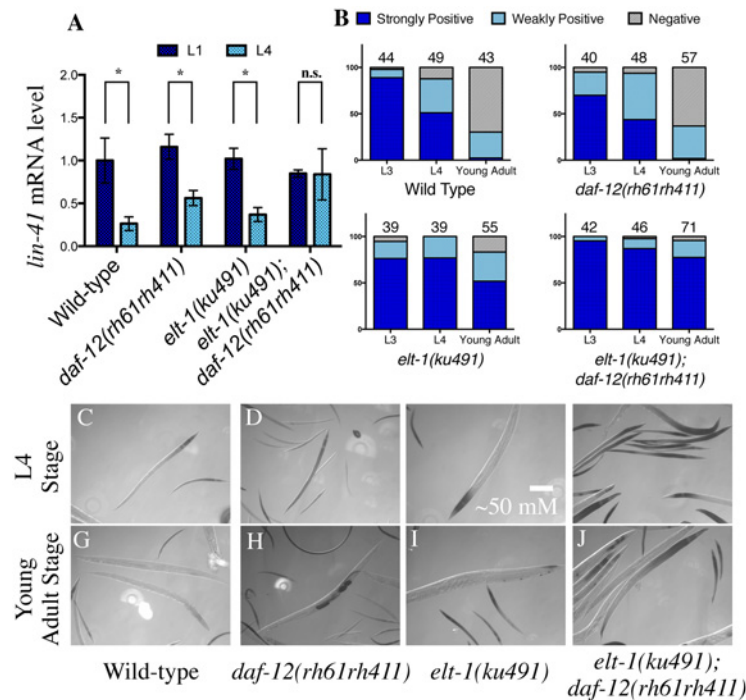 A
L1 L4
* * * n.s.
2.0
1.5
1.0
0.5
0.0
lin-41 mRNA level
Wild-type
daf-12(rh61rh411)
elt-1(ku491)
elt-1(ku491);
daf-12(rh61rh411)
B
Strongly Positive Weakly Positive Negative
44 49 43
100
50
0
L3 L4 Young Adult
Wild Type
40 48 57
100
50
0
L3 L4 Young Adult
daf-12(rh61rh411)
39 39 55
100
50
0
L3 L4 Young Adult
elt-1(ku491)
42 46 71
100
50
0
L3 L4 Young Adult
elt-1(ku491);
daf-12(rh61rh411)
L4
Stage
C D E
~50 mM
Young
Adult Stage
G H I J
Wild-type daf-12(rh61rh411) elt-1(ku491) elt-1(ku491);
daf-12(rh61rh411)